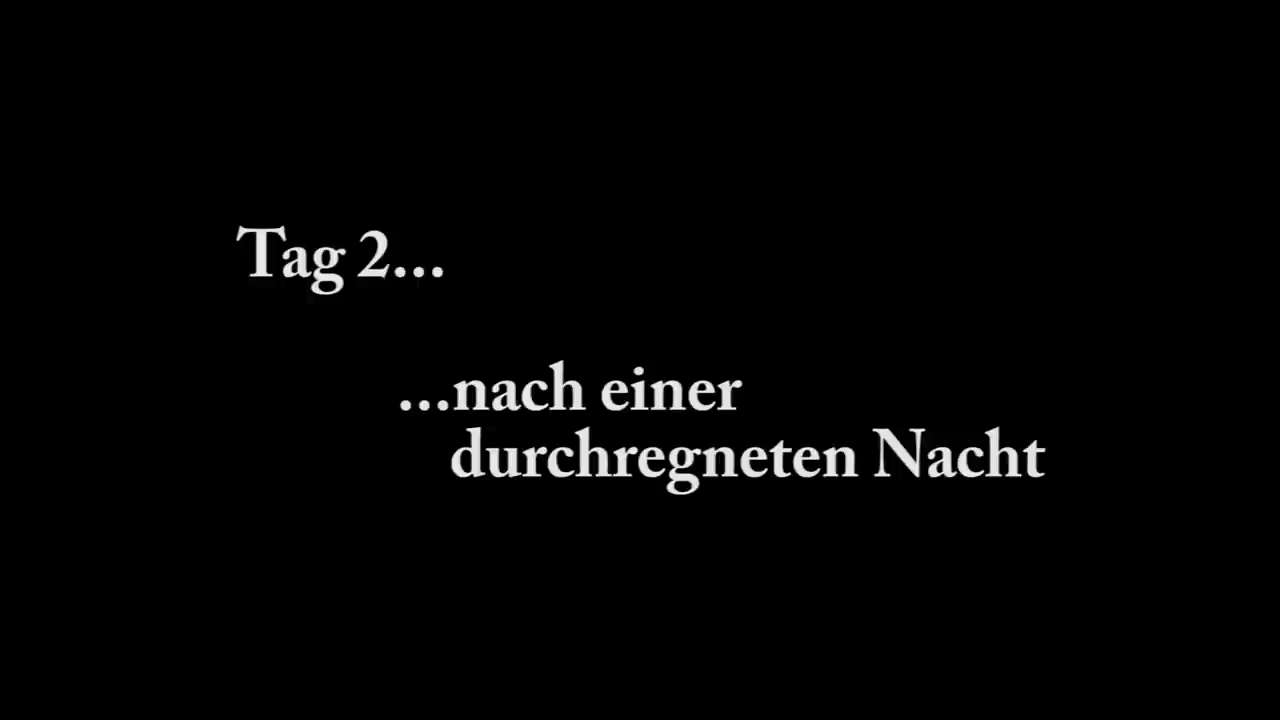 Tag 2...
...nach einer
durchregneten Nacht